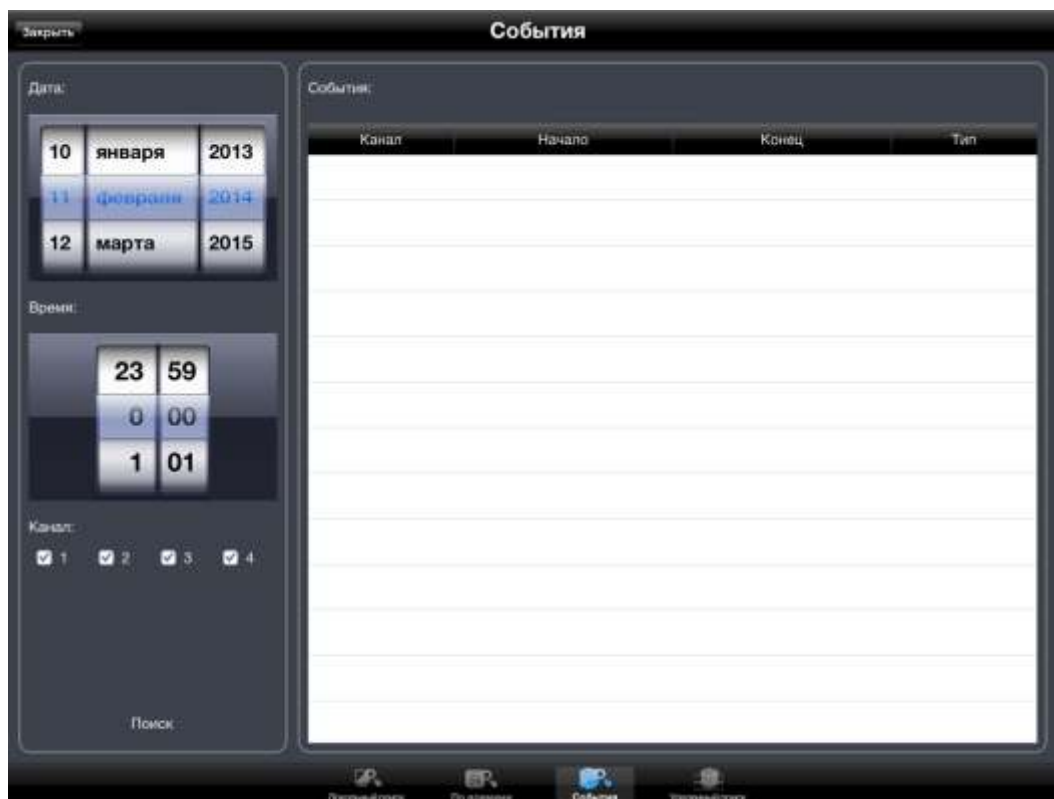 Закрыть
События
Дата:
10 января 2013
11 февраля 2014
12 марта 2015
Время:
23 59
0 00
1 01
Канал:
1 2 3 4
Поиск
События:
Канал Начало Конец Тип
События